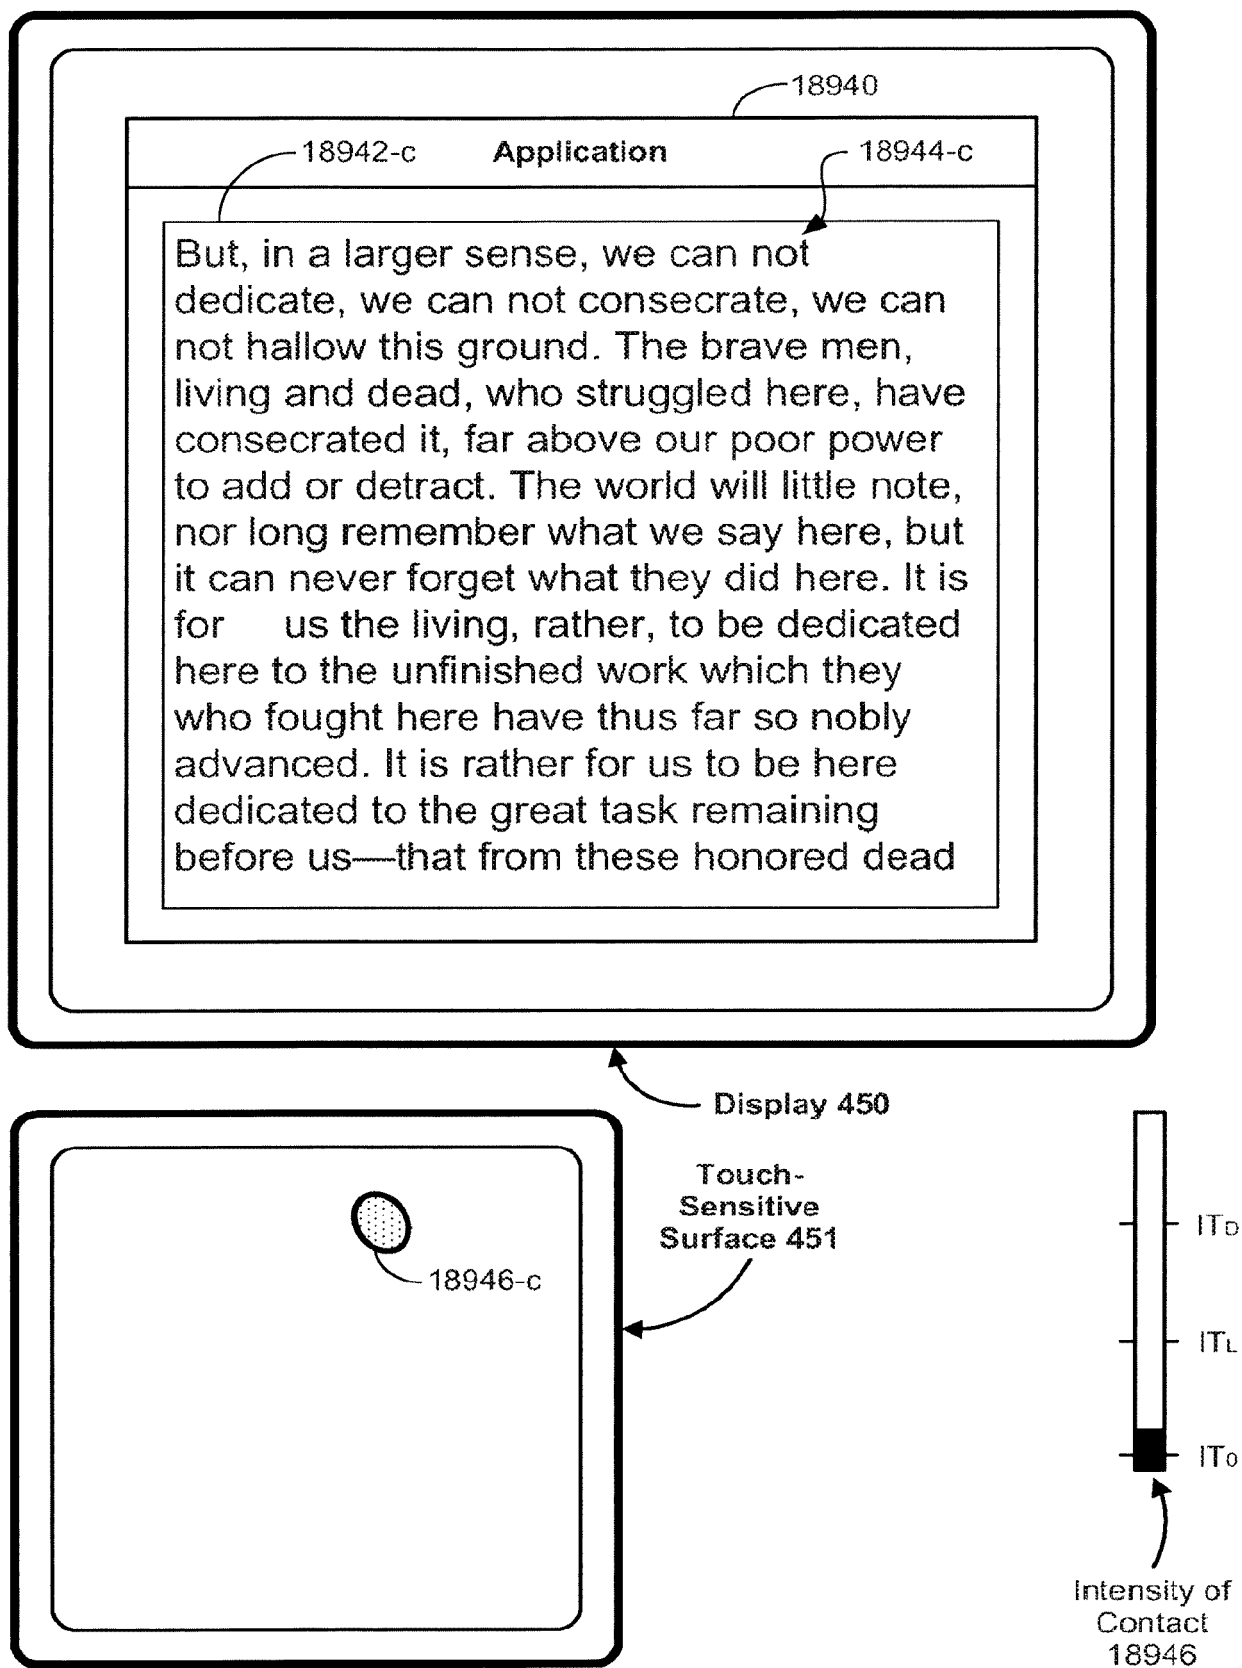 18940
18942-c
Application
18944-c
But, in a larger sense, we can not
dedicate, we can not consecrate, we can
not hallow this ground. The brave men,
living and dead, who struggled here, have
consecrated it, far above our poor power
to add or detract. The world will little note,
nor long remember what we say here, but
it can never forget what they did here. It is
for us the living, rather, to be dedicated
here to the unfinished work which they
who fought here have thus far so nobly
advanced. It is rather for us to be here
dedicated to the great task remaining
before us—that from these honored dead
Display 450
Touch-
Sensitive
Surface 451
18946-c
ITD
ITL
IT0
Intensity of
Contact
18946